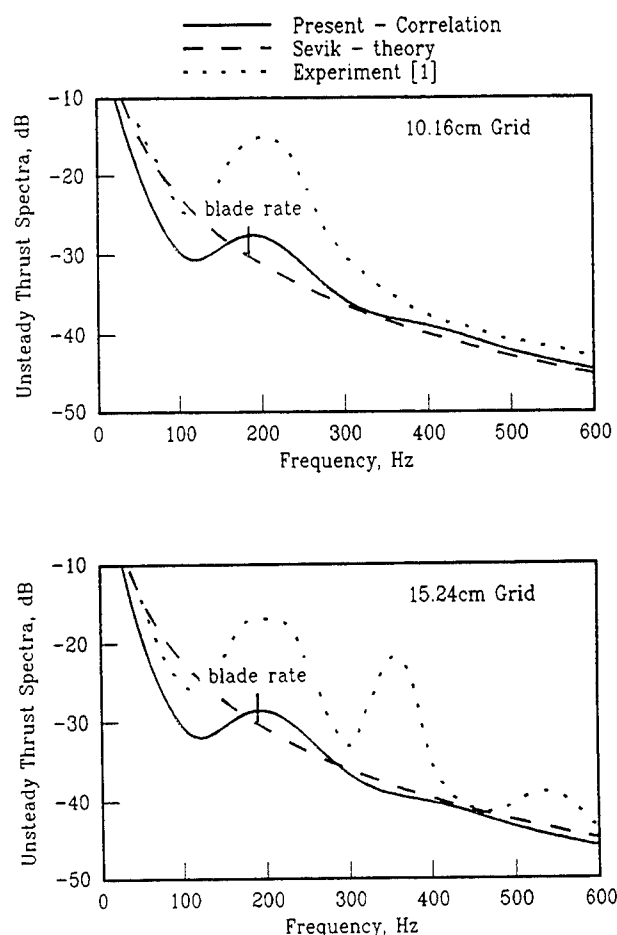 Present - Correlation
Sevik - theory
Experiment [1]
-10
-20
-30
-40
-50
Unsteady Thrust Spectra, dB
10.16cm Grid
blade rate
0 100 200 300 400 500 600
Frequency, Hz
-10
-20
-30
-40
-50
Unsteady Thrust Spectra, dB
15.24cm Grid
blade rate
0 100 200 300 400 500 600
Frequency, Hz